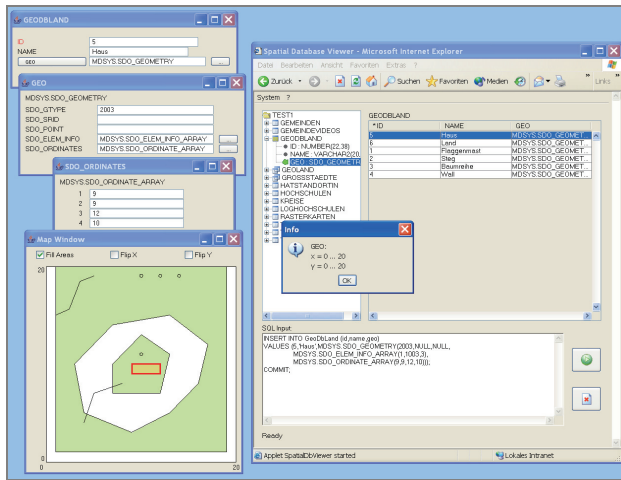 GEODBLAND
ID 5
NAME Haus
GEO MDSYS.SDO_GEOMETRY ...
GEO
MDSYS.SDO_GEOMETRY
SDO_GTYPE 2003
SDO_SRID
SDO_POINT
SDO_ELEM_INFO MDSYS.SDO_ELEM_INFO_ARRAY ...
SDO_ORDINATES MDSYS.SDO_ORDINATE_ARRAY ...
SDO_ORDINATES
MDSYS.SDO_ORDINATE_ARRAY
1 9
2 9
3 12
4 10
Map Window
Fill Areas Flip X Flip Y
20
0
0 20
Spatial Database Viewer - Microsoft Internet Explorer
Datei Bearbeiten Ansicht Favoriten Extras ?
Zurück Suchen Favoriten Medien Links »
System ?
TEST1
GEMEINDEN
GEMEINDEVIDEOS
GEODBLAND
ID : NUMBER(22,38)
NAME : VARCHAR2(20,
GEO: SDO_GEOMETR
GEOLAND
GROSSSTAEDTE
HATSTANDORTIN
HOCHSCHULEN
KREISE
LOGHOCHSCHULEN
RASTERKARTEN
GEODBLAND
*ID NAME GEO
5 Haus MDSYS.SDO_GEOMET...
6 Land MDSYS.SDO_GEOMET...
1 Flaggenmast MDSYS.SDO_GEOMET...
2 Steg MDSYS.SDO_GEOMET...
3 Baumreihe MDSYS.SDO_GEOMET...
4 Wall MDSYS.SDO_GEOMET...
Info
GEO:
x = 0 ... 20
y = 0 ... 20
OK
SQL Input
INSERT INTO GeoDbLand (id,name,geo)
VALUES (5,'Haus',MDSYS.SDO_GEOMETRY(2003,NULL,NULL,
MDSYS.SDO_ELEM_INFO_ARRAY(1,1003,3),
MDSYS.SDO_ORDINATE_ARRAY(9,9,12,10)));
COMMIT;
Ready
Applet SpatialDbViewer started Lokales Intranet